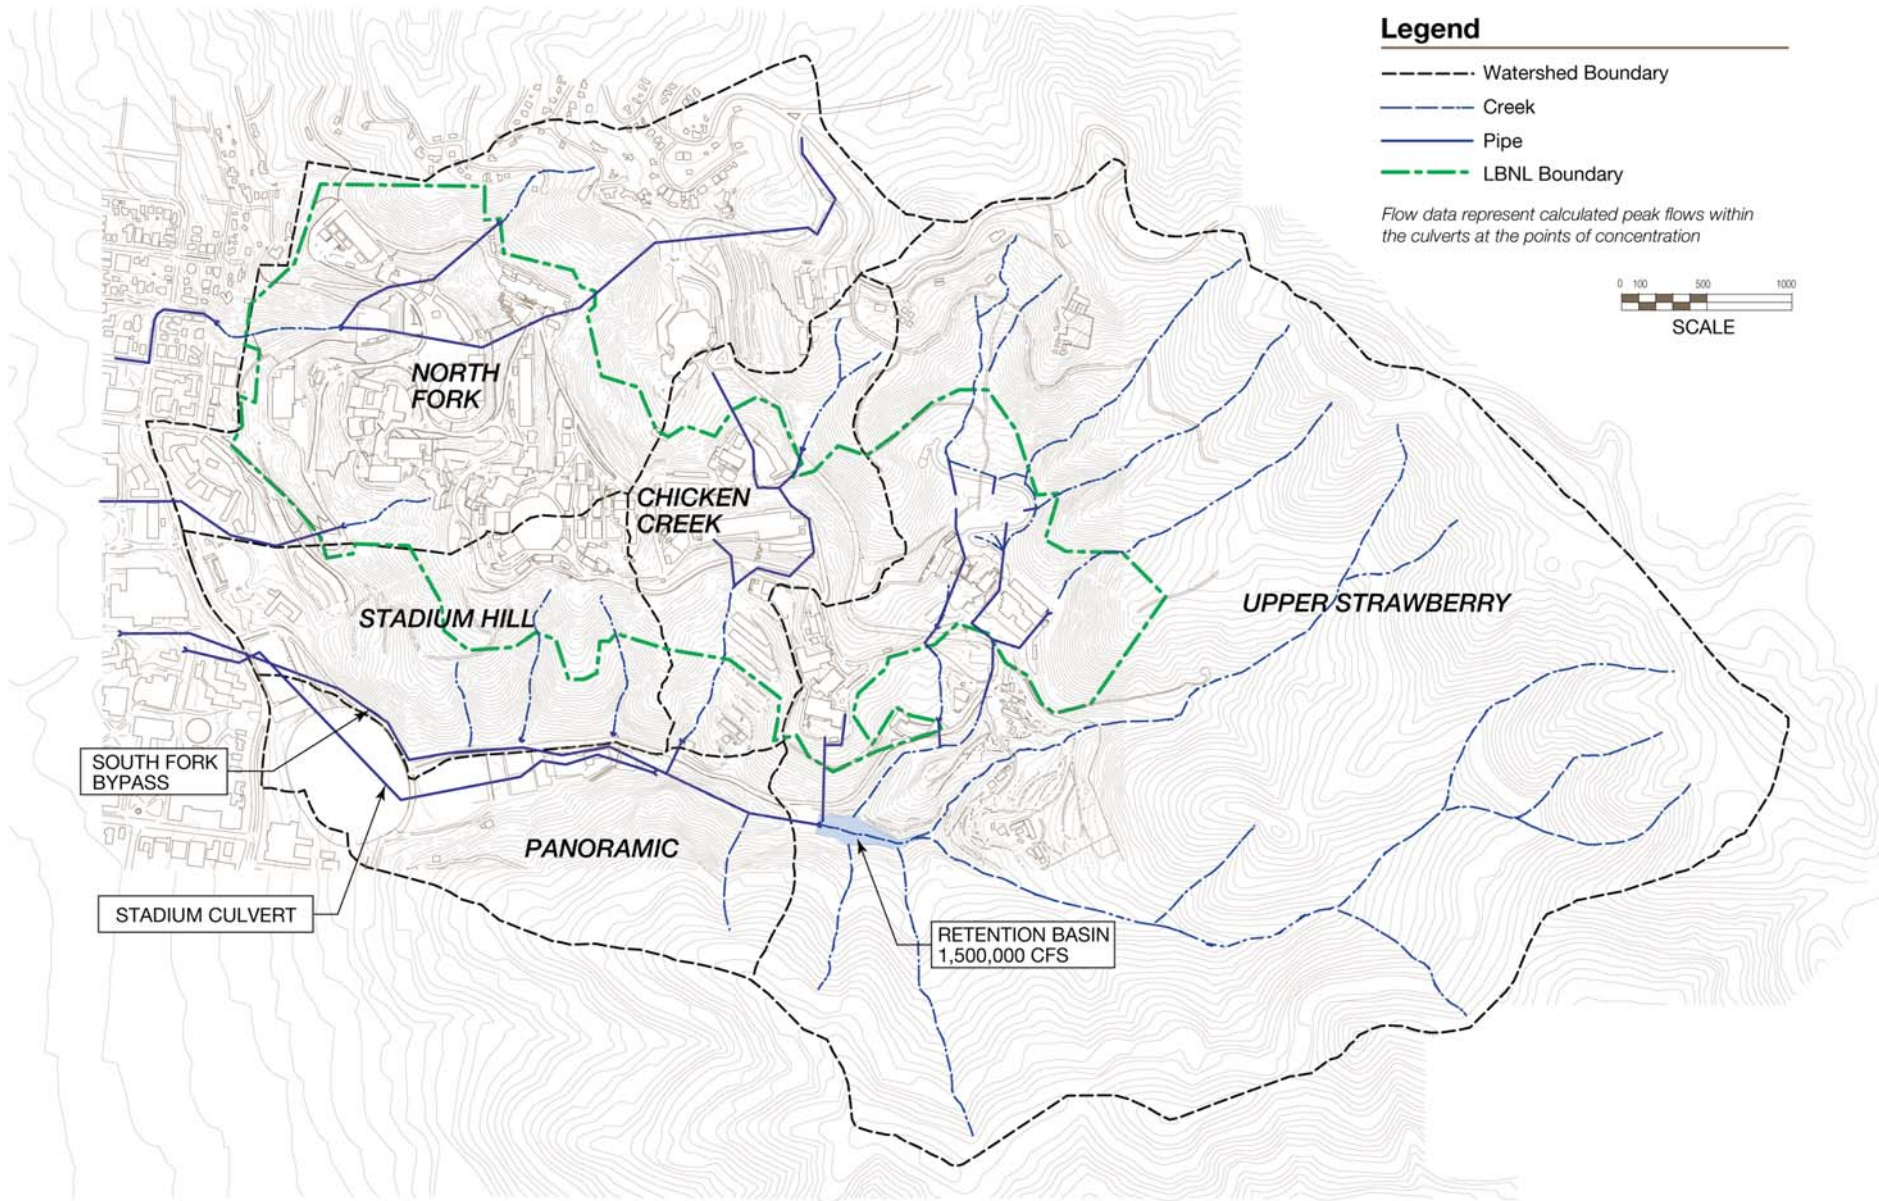 Legend
Watershed Boundary
Creek
Pipe
LBNL Boundary
Flow data represent calculated peak flows within
the culverts at the points of concentration
0 100 500 1000
SCALE
NORTH
FORK
CHICKEN
CREEK
STADIUM HILL
UPPER STRAWBERRY
SOUTH FORK
BYPASS
PANORAMIC
STADIUM CULVERT
RETENTION BASIN
1,500,000 CFS